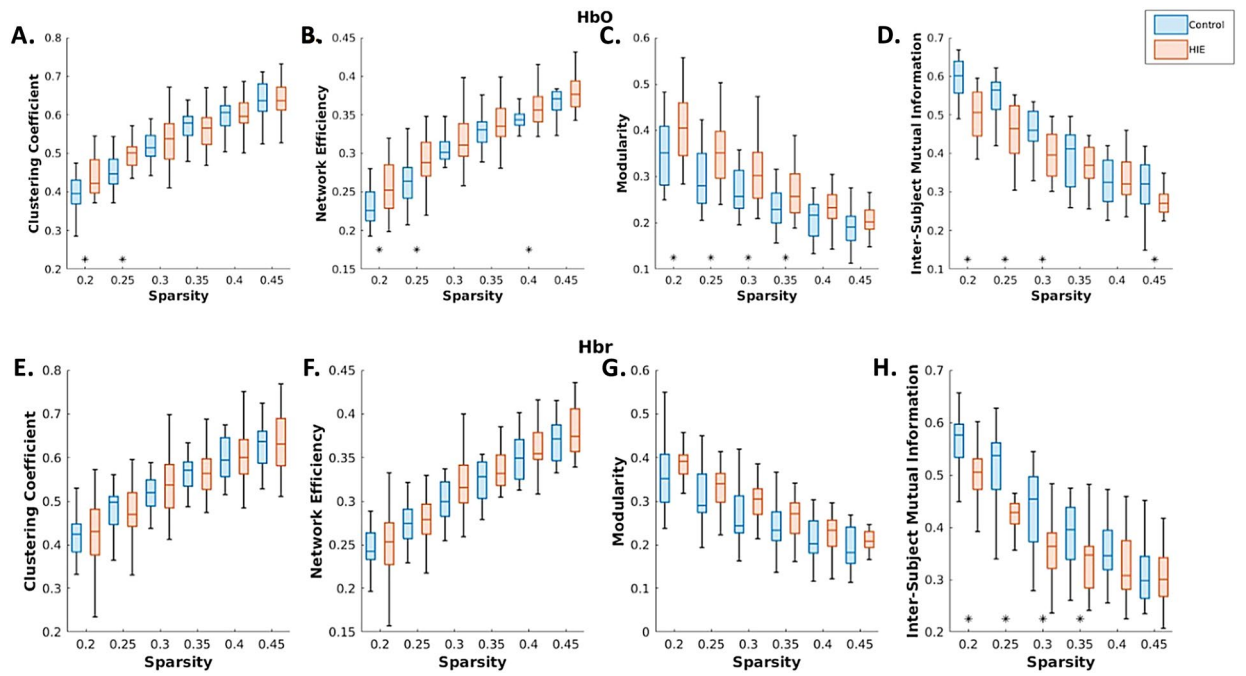 HbO
Control
HIE
A.
Clustering Coefficient
0.8
0.7
0.6
0.5
0.4
0.3
0.2
0.2 0.25 0.3 0.35 0.4 0.45
Sparsity
* *
B.
Network Efficiency
0.45
0.4
0.35
0.3
0.25
0.2
0.15
0.2 0.25 0.3 0.35 0.4 0.45
Sparsity
* * *
C.
Modularity
0.6
0.5
0.4
0.3
0.2
0.1
0.2 0.25 0.3 0.35 0.4 0.45
Sparsity
* * * *
D.
Inter-Subject Mutual Information
0.7
0.6
0.5
0.4
0.3
0.2
0.1
0.2 0.25 0.3 0.35 0.4 0.45
Sparsity
* * * *
Hbr
E.
Clustering Coefficient
0.8
0.7
0.6
0.5
0.4
0.3
0.2
0.2 0.25 0.3 0.35 0.4 0.45
Sparsity
F.
Network Efficiency
0.45
0.4
0.35
0.3
0.25
0.2
0.15
0.2 0.25 0.3 0.35 0.4 0.45
Sparsity
G.
Modularity
0.6
0.5
0.4
0.3
0.2
0.1
0
0.2 0.25 0.3 0.35 0.4 0.45
Sparsity
H.
Inter-Subject Mutual Information
0.7
0.6
0.5
0.4
0.3
0.2
0.2 0.25 0.3 0.35 0.4 0.45
Sparsity
* * * *